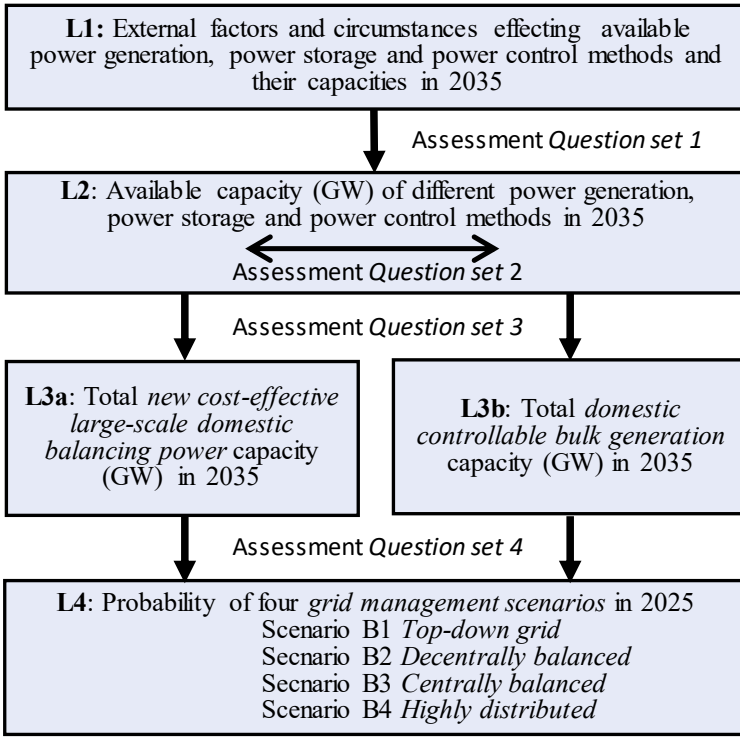 L1: External factors and circumstances effecting available
power generation, power storage and power control methods and
their capacities in 2035
Assessment Question set 1
L2: Available capacity (GW) of different power generation,
power storage and power control methods in 2035
Assessment Question set 2
Assessment Question set 3
L3a: Total new cost-effective
large-scale domestic
balancing power capacity
(GW) in 2035
L3b: Total domestic
controllable bulk generation
capacity (GW) in 2035
Assessment Question set 4
L4: Probability of four grid management scenarios in 2025
Scenario B1 Top-down grid
Secnario B2 Decentrally balanced
Scenario B3 Centrally balanced
Scenario B4 Highly distributed